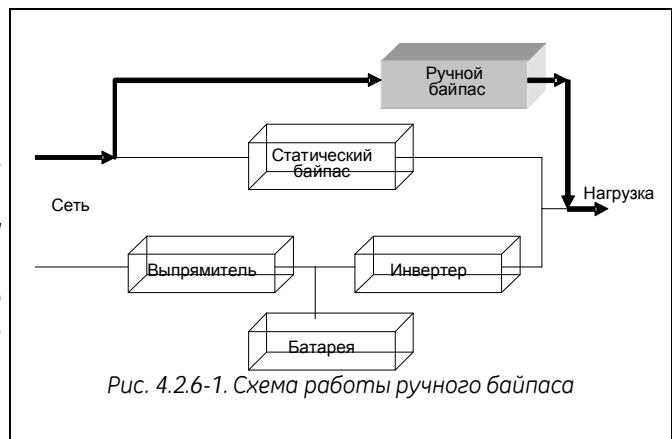 Ручной
байпас
Статический
байпас
Сеть
Нагрузка
Выпрямитель
Инвертер
Батарея
Рис. 4.2.6-1. Схема работы ручного байпаса